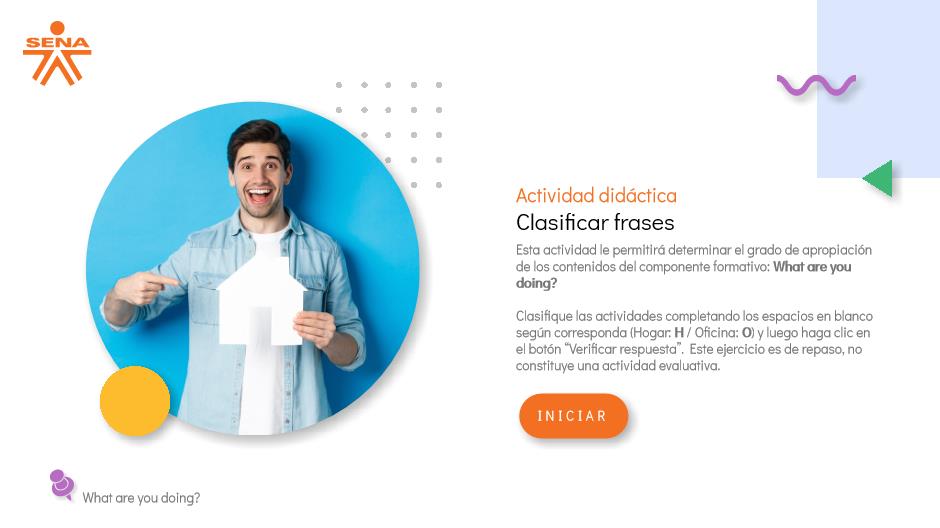 SENA
Actividad didáctica
Clasificar frases
Esta actividad le permitirá determinar el grado de apropiación
de los contenidos del componente formativo: What are you
doing?
Clasifique las actividades completando los espacios en blanco
según corresponda (Hogar: H / Oficina: O) y luego haga clic en
el botón “Verificar respuesta”. Este ejercicio es de repaso, no
constituye una actividad evaluativa.
INICIAR
What are you doing?